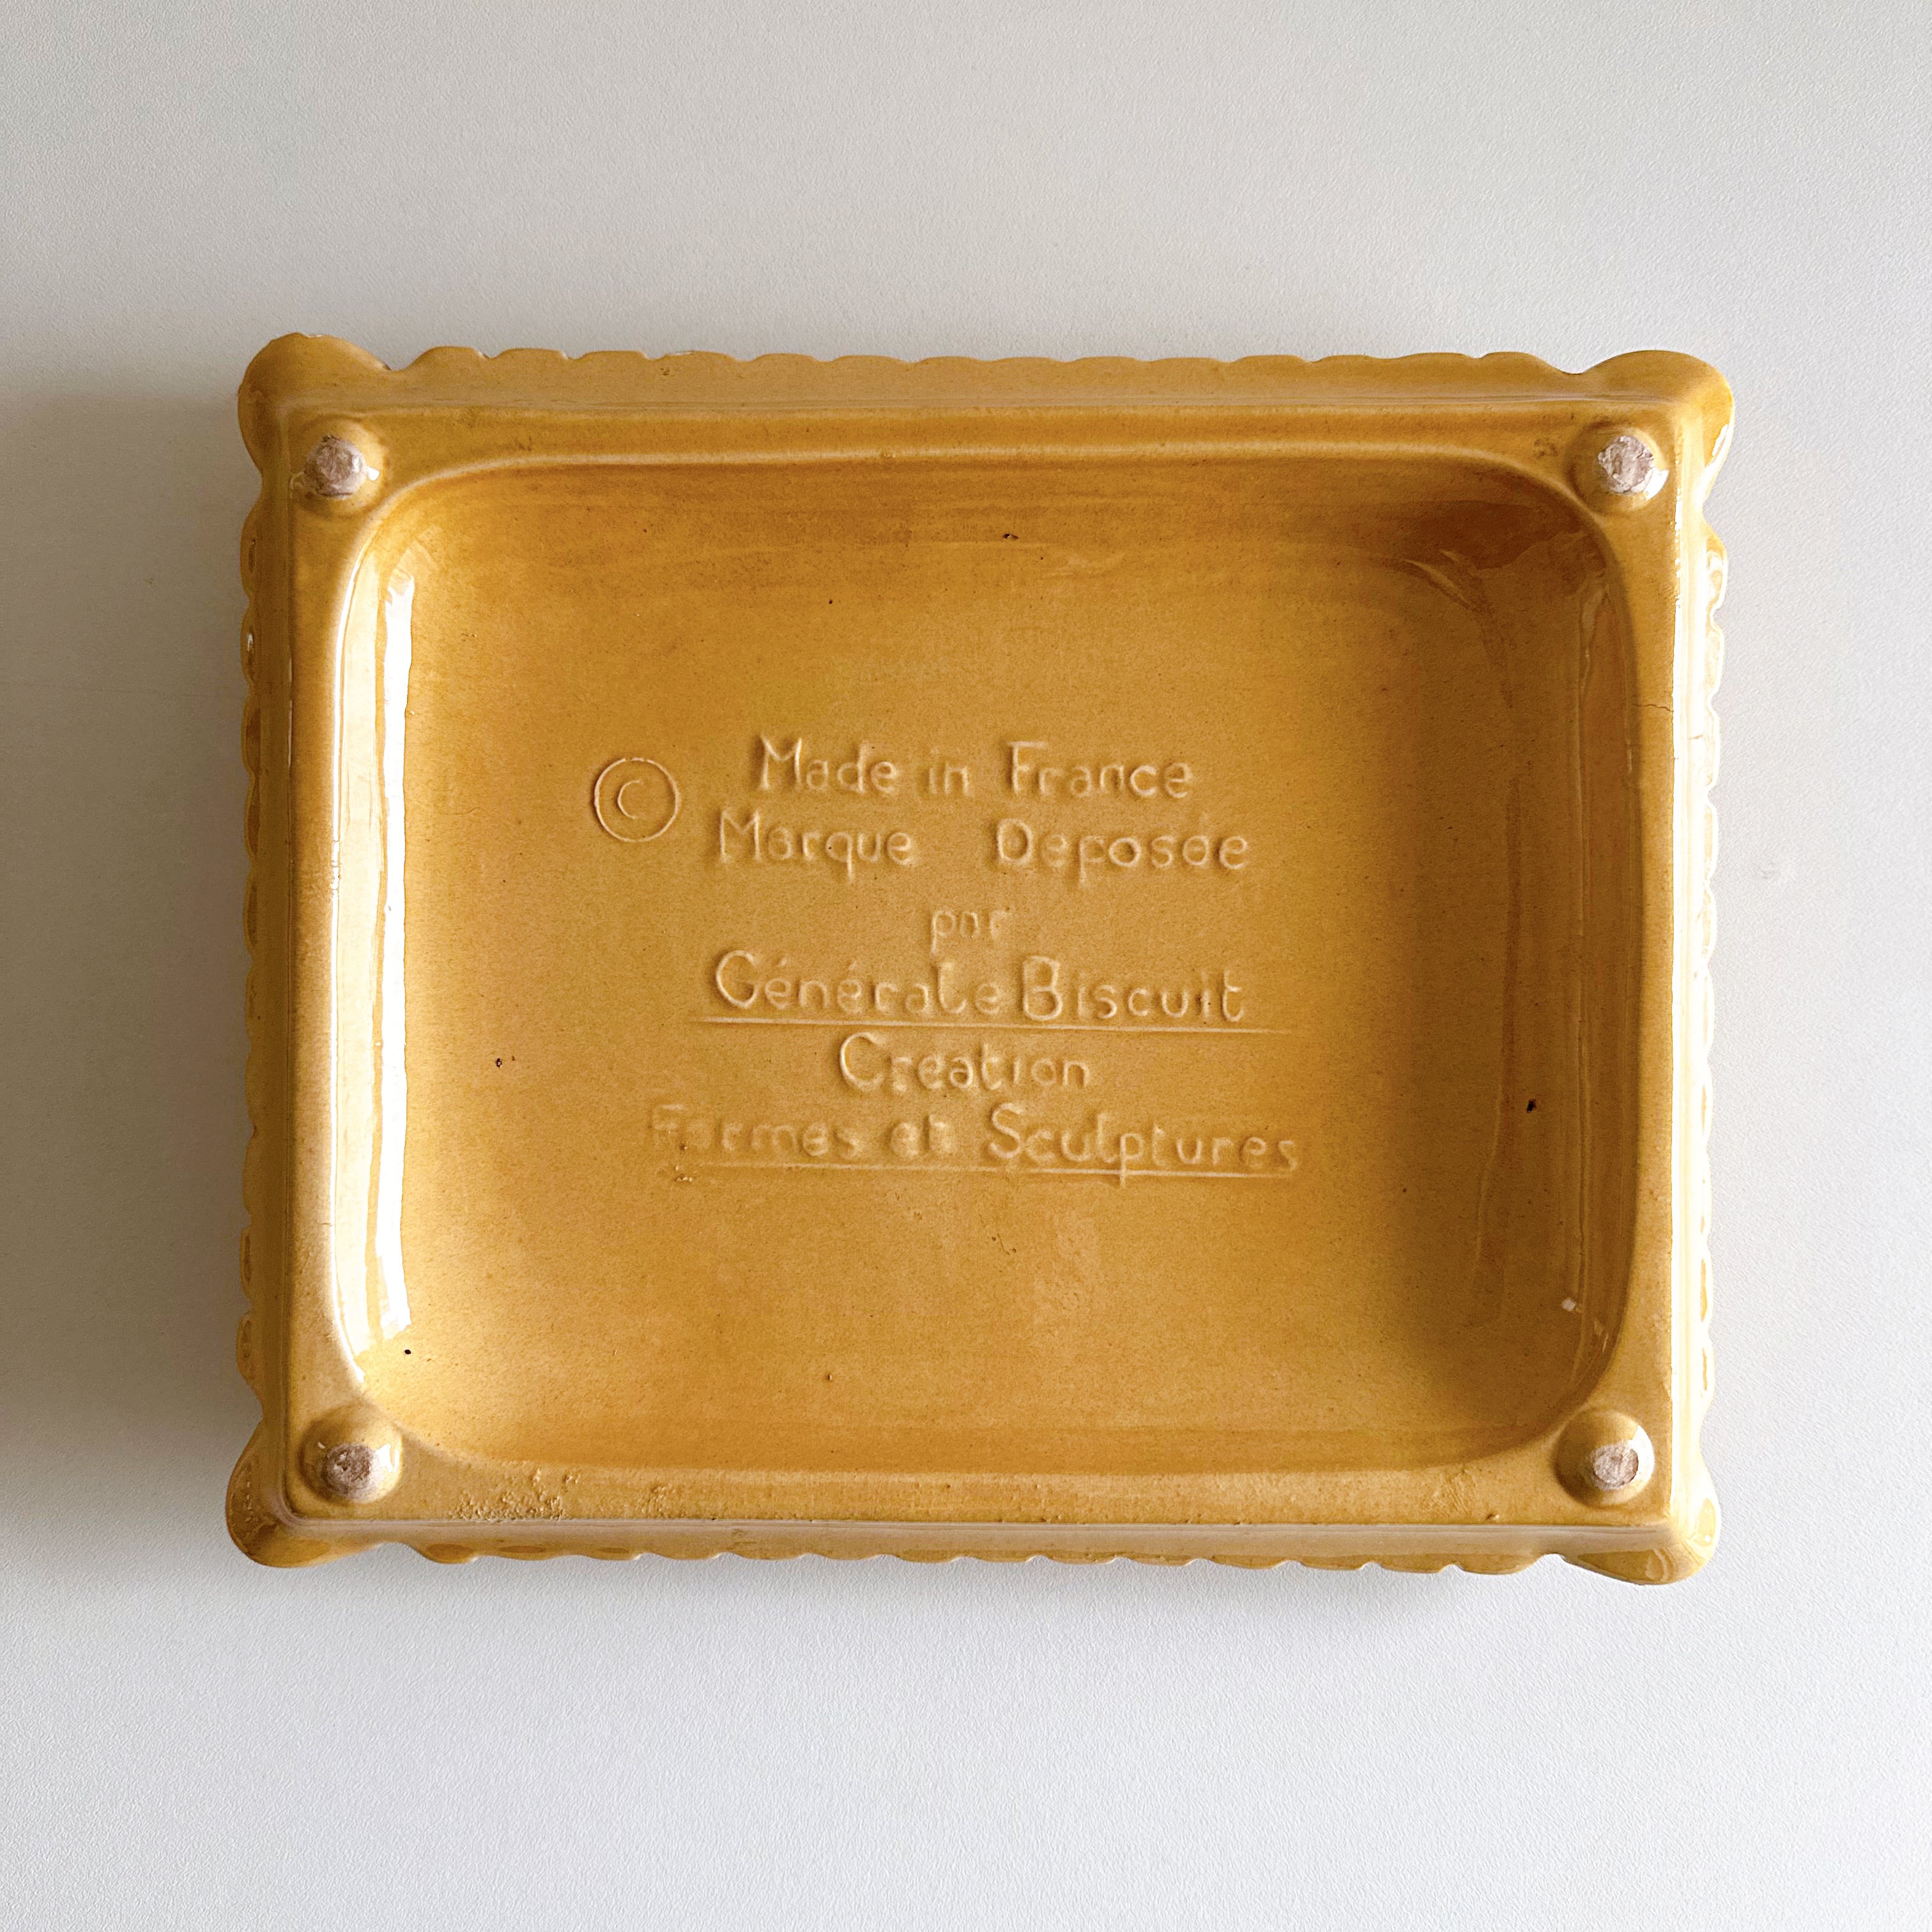 © Made in France
Marque Deposée
par
Générale Biscuit
Creation
Formes et Sculptures